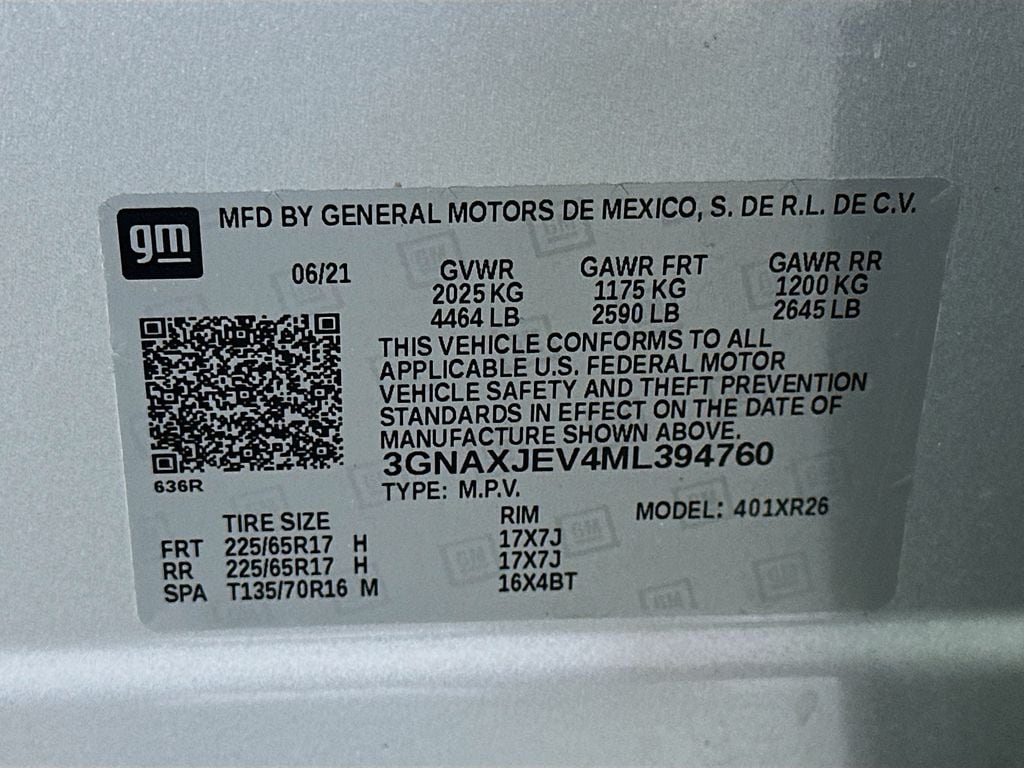 gm
MFD BY GENERAL MOTORS DE MEXICO, S. DE R.L. DE C.V.
06/21 GVWR GAWR FRT GAWR RR
2025 KG 1175 KG 1200 KG
4464 LB 2590 LB 2645 LB
THIS VEHICLE CONFORMS TO ALL
APPLICABLE U.S. FEDERAL MOTOR
VEHICLE SAFETY AND THEFT PREVENTION
STANDARDS IN EFFECT ON THE DATE OF
MANUFACTURE SHOWN ABOVE.
3GNAXJEV4ML394760
636R
TYPE: M.P.V.
TIRE SIZE RIM MODEL: 401XR26
FRT 225/65R17 H 17X7J
RR 225/65R17 H 17X7J
SPA T135/70R16 M 16X4BT